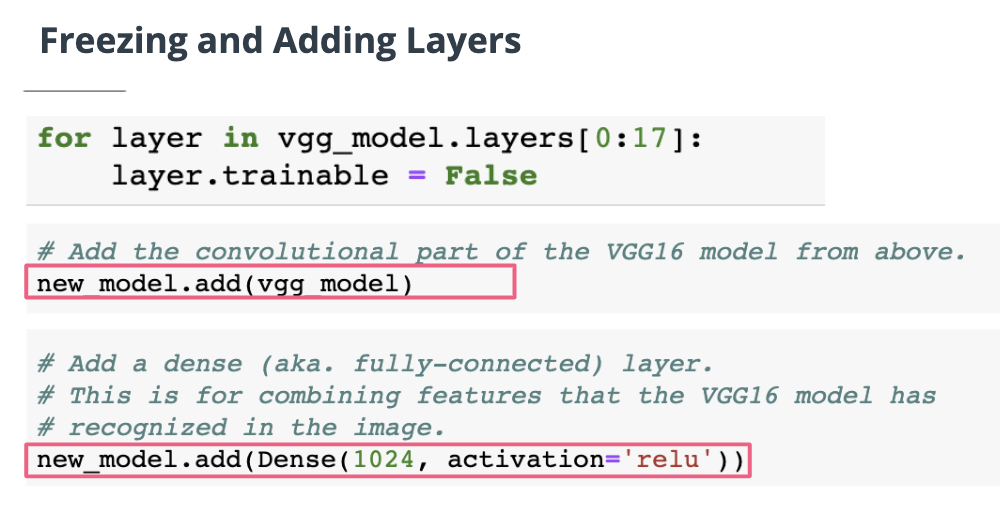 Freezing and Adding Layers
for layer in vgg_model.layers[0:17]:
    layer.trainable = False
# Add the convolutional part of the VGG16 model from above.
new_model.add(vgg_model)
# Add a dense (aka. fully-connected) layer.
# This is for combining features that the VGG16 model has
# recognized in the image.
new_model.add(Dense(1024, activation='relu'))